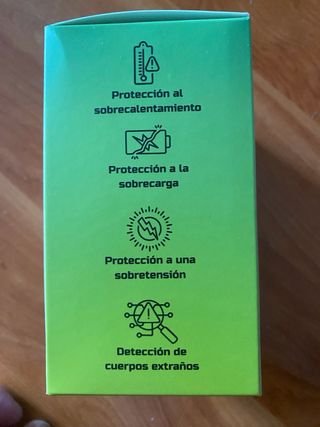 Protección al
sobrecalentamiento
Protección a la
sobrecarga
Protección a una
sobretensión
Detección de
cuerpos extraños